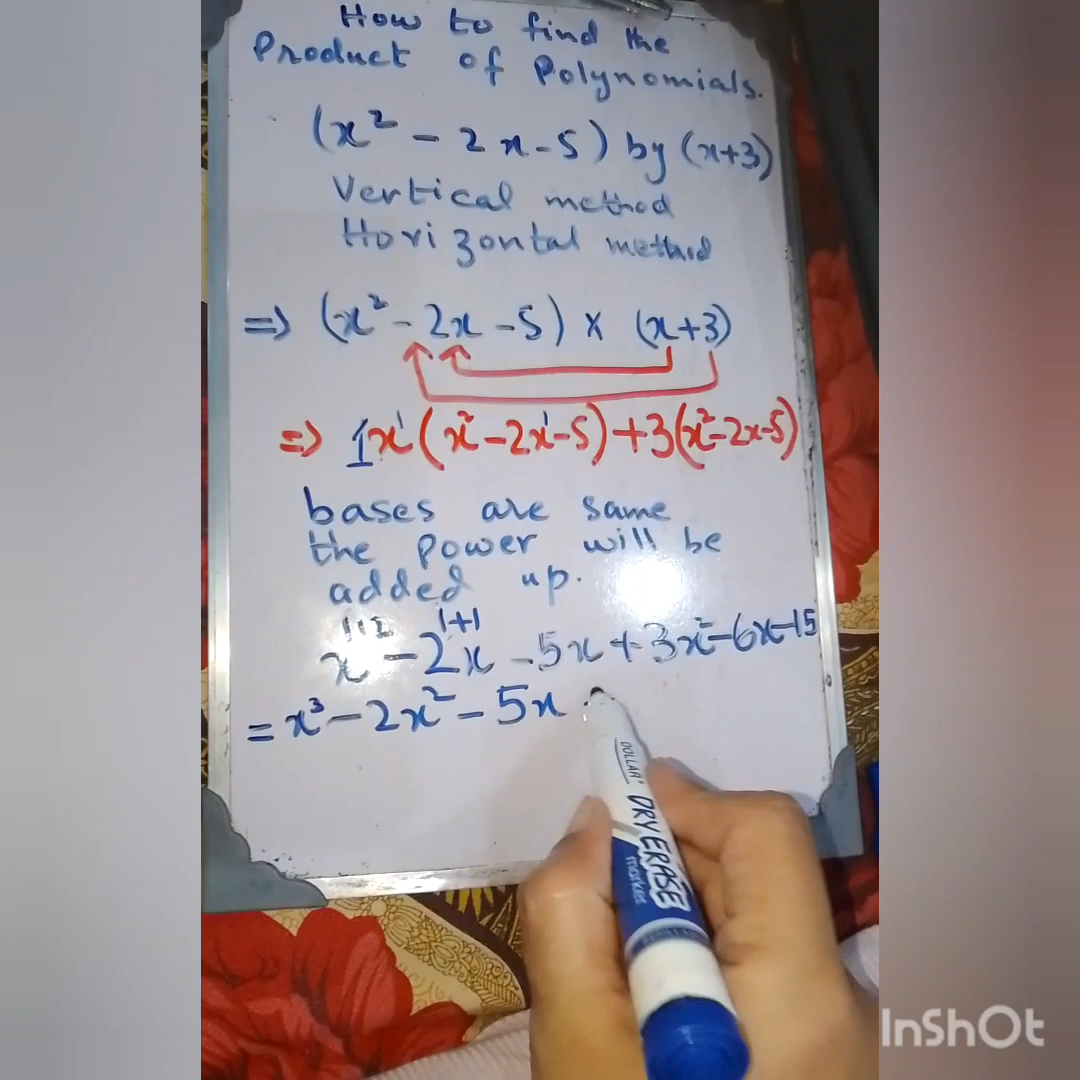 How to find the
Product of Polynomials.
(x² - 2x - 5) by (x+3)
Vertical method
Horizontal method
=> (x² - 2x - 5) × (x+3)
=> 1x¹(x² - 2x¹ - 5) + 3(x² - 2x - 5)
bases are same
the power will be
added up.
x¹⁺² - 2x¹⁺¹ - 5x + 3x² - 6x - 15
= x³ - 2x² - 5x
DOLLAR
DRY ERASE
marker
InShOt